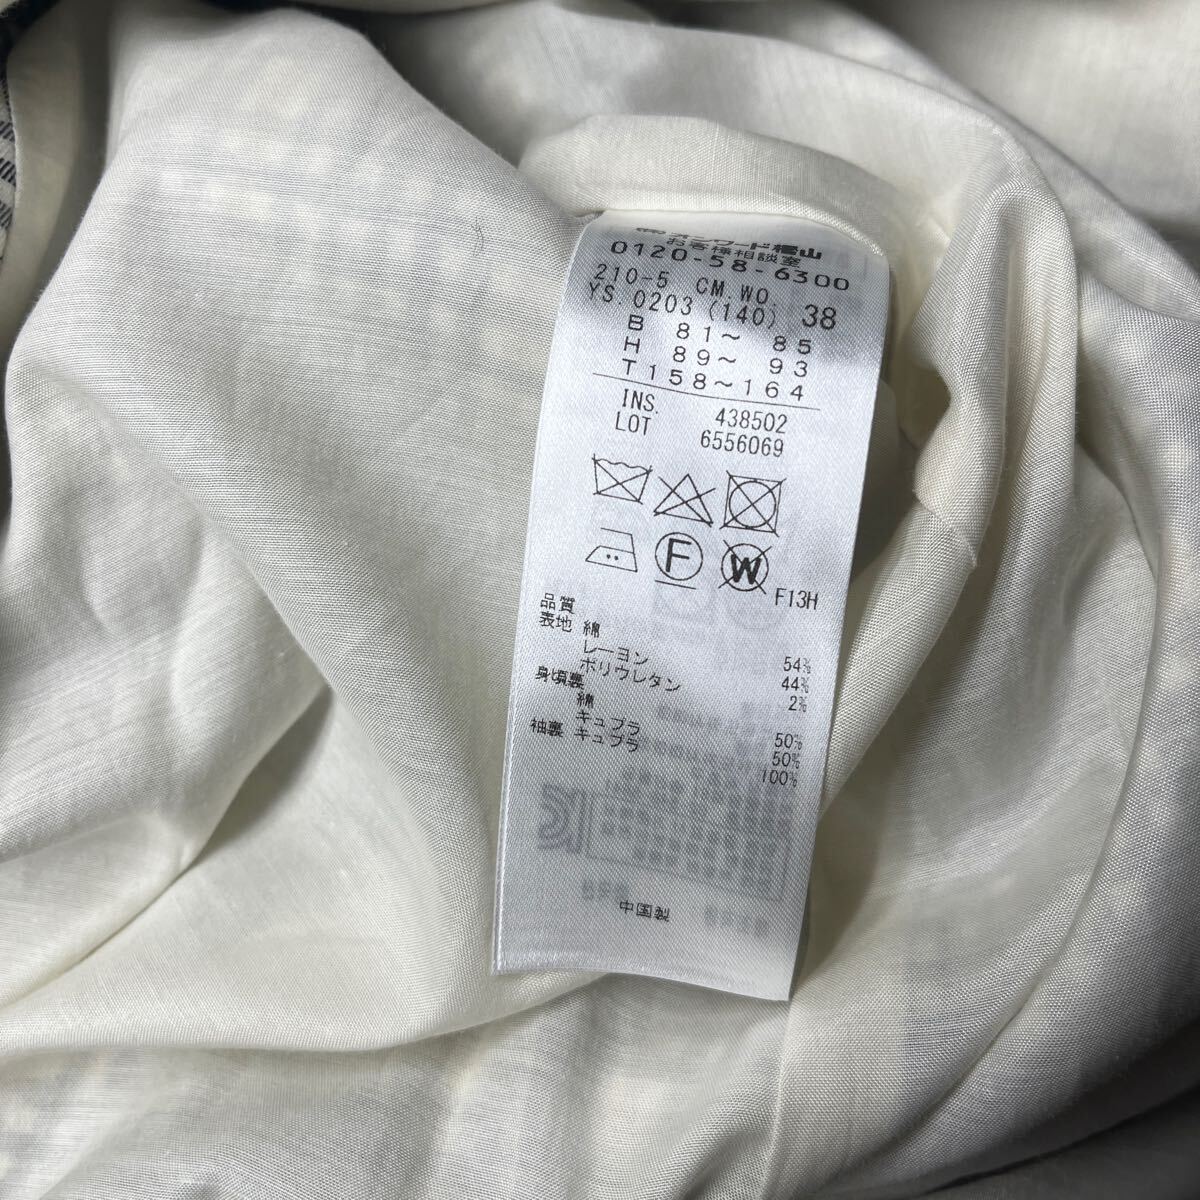 ㈱オンワード樫山
お客様相談室
0120-58-6300
210-5 CM.WO.
YS.0203 (140) 38
B 81〜 85
H 89〜 93
T158〜164
INS. 438502
LOT 6556069
F
W
F13H
品質
表地 綿 54%
レーヨン 44%
ポリウレタン 2%
身頃裏
綿 50%
キュプラ 50%
袖裏 キュプラ 100%
中国製